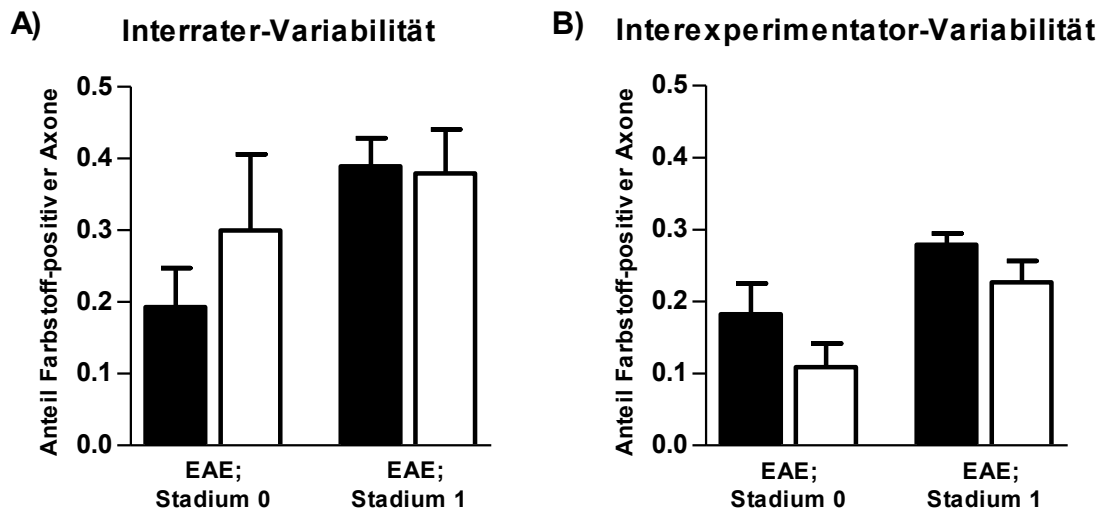 A) Interrater-Variabilität
Anteil Farbstoff-positiver Axone
0.5
0.4
0.3
0.2
0.1
0.0
EAE;
Stadium 0
EAE;
Stadium 1
B) Interexperimentator-Variabilität
Anteil Farbstoff-positiver Axone
0.5
0.4
0.3
0.2
0.1
0.0
EAE;
Stadium 0
EAE;
Stadium 1